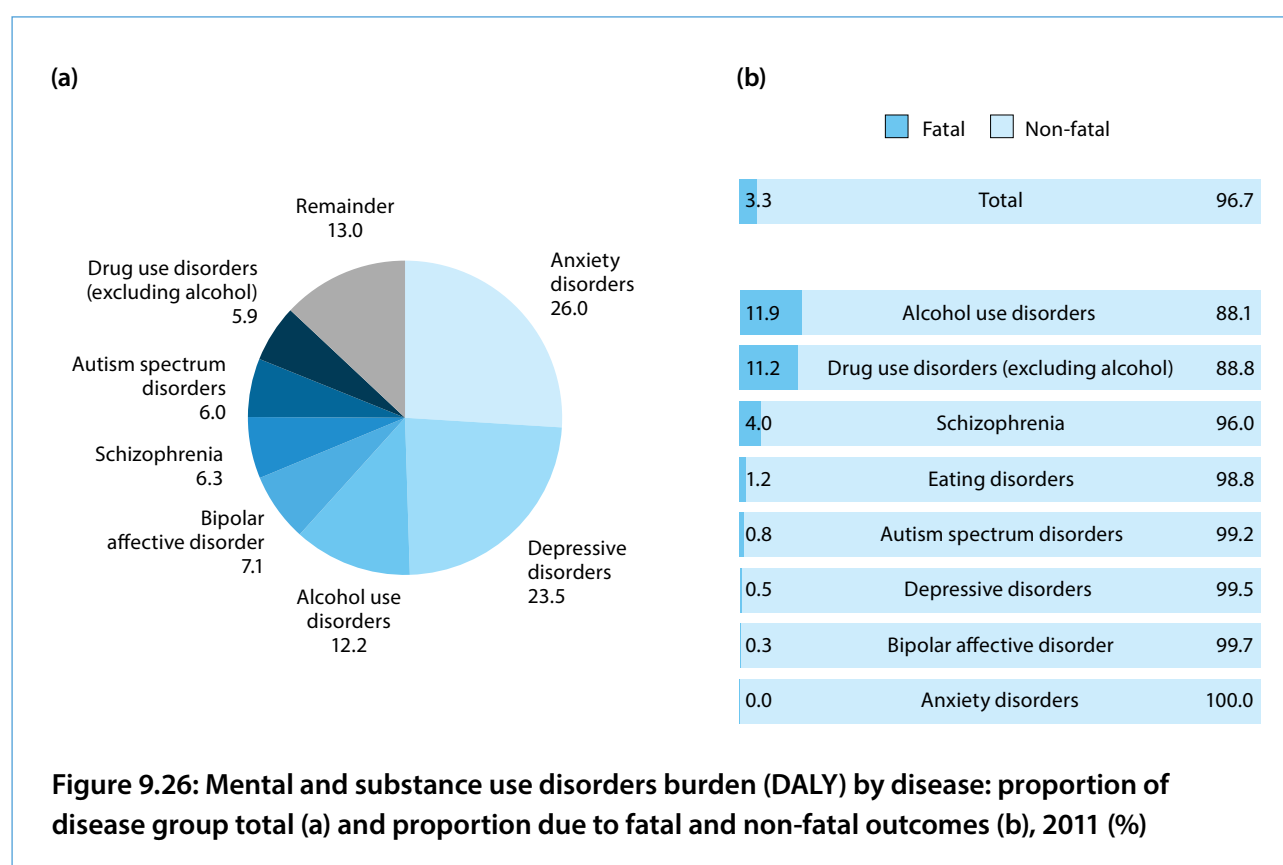 (a)
Remainder
13.0
Drug use disorders
(excluding alcohol)
5.9
Autism spectrum
disorders
6.0
Schizophrenia
6.3
Bipolar
affective disorder
7.1
Alcohol use
disorders
12.2
Depressive
disorders
23.5
Anxiety
disorders
26.0
(b)
Fatal Non-fatal
3.3 Total 96.7
11.9 Alcohol use disorders 88.1
11.2 Drug use disorders (excluding alcohol) 88.8
4.0 Schizophrenia 96.0
1.2 Eating disorders 98.8
0.8 Autism spectrum disorders 99.2
0.5 Depressive disorders 99.5
0.3 Bipolar affective disorder 99.7
0.0 Anxiety disorders 100.0
Figure 9.26: Mental and substance use disorders burden (DALY) by disease: proportion of
disease group total (a) and proportion due to fatal and non-fatal outcomes (b), 2011 (%)